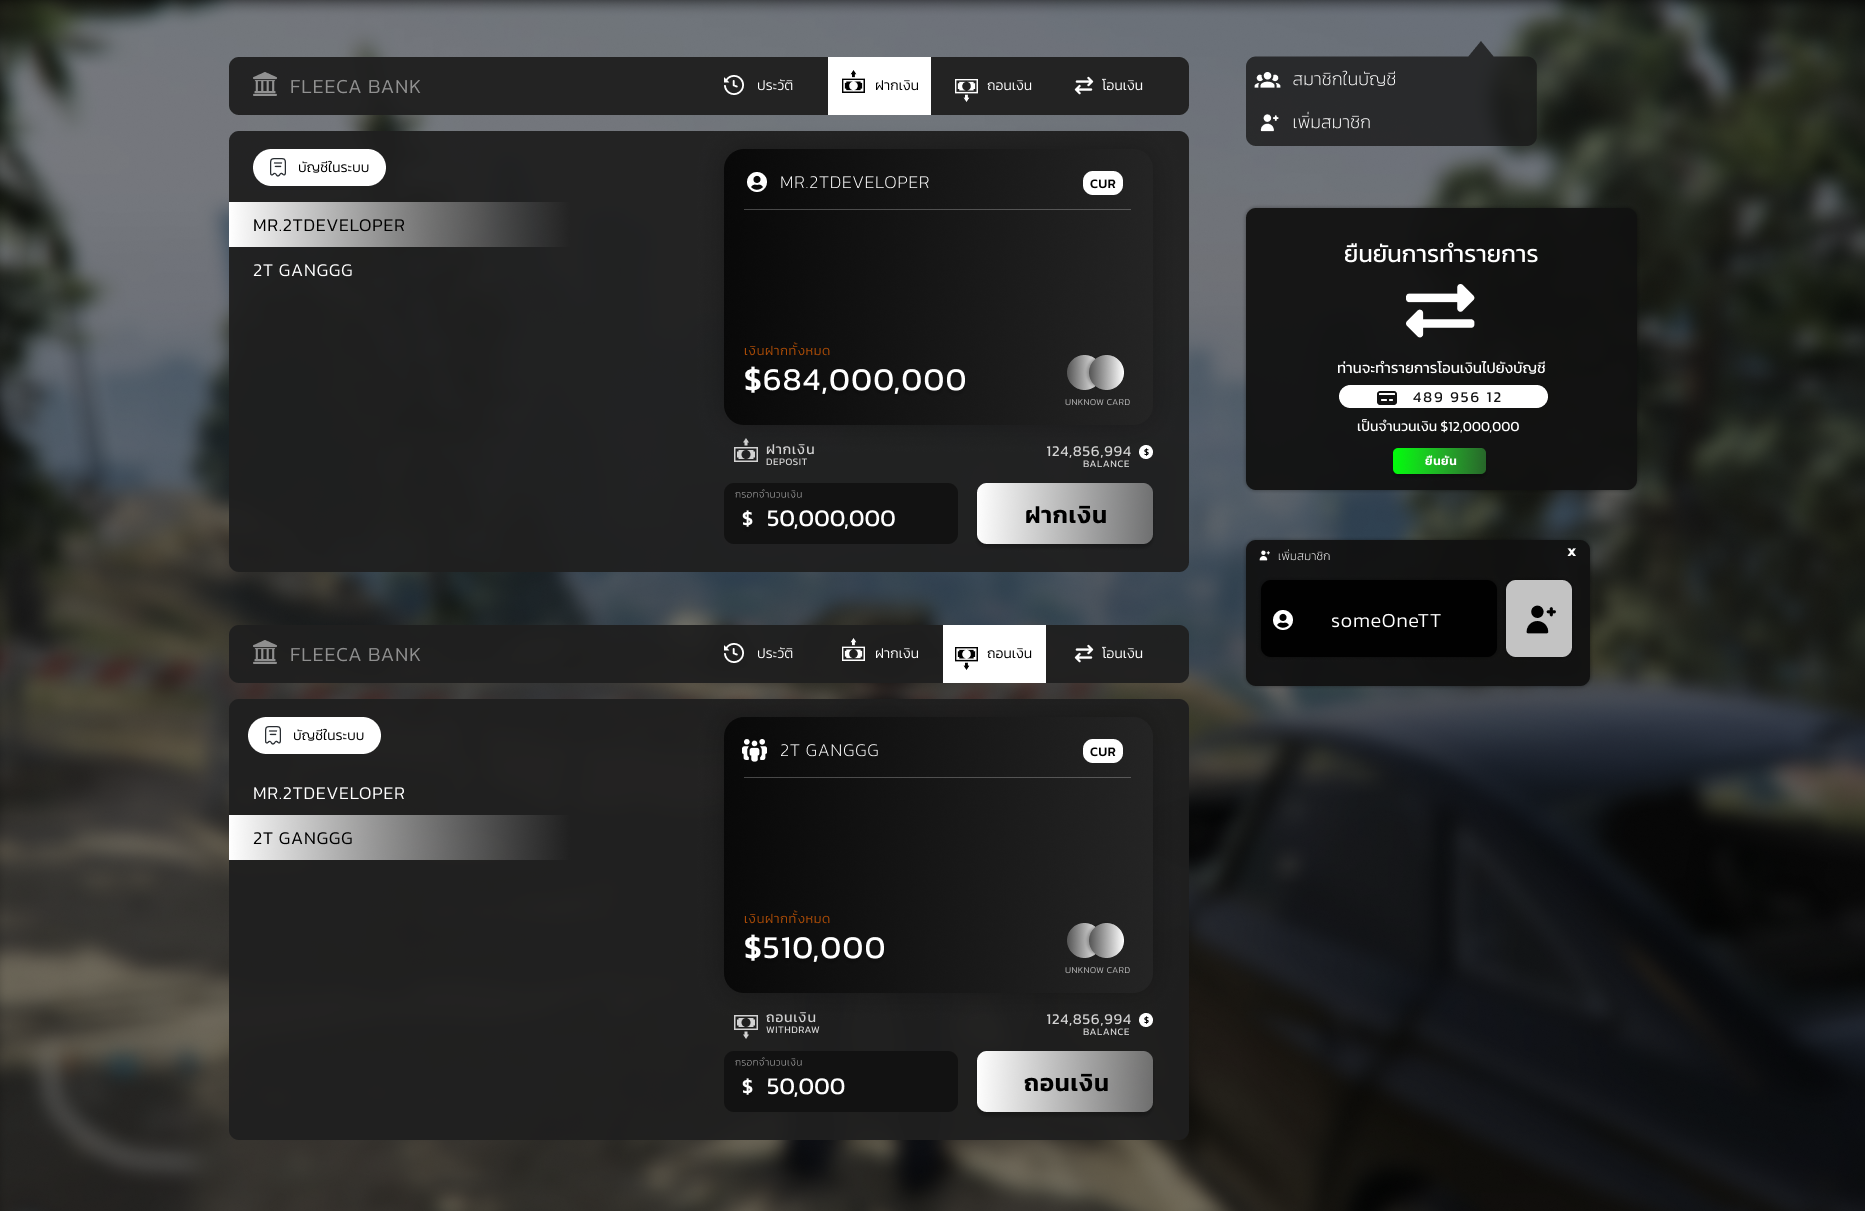 FLEECA BANK
ประวัติ
ฝากเงิน
ถอนเงิน
โอนเงิน
บัญชีในระบบ
MR.2TDEVELOPER
2T GANGGG
MR.2TDEVELOPER
CUR
เงินฝากทั้งหมด
$684,000,000
UNKNOW CARD
ฝากเงิน
DEPOSIT
124,856,994 $
BALANCE
กรอกจำนวนเงิน
$ 50,000,000
ฝากเงิน
สมาชิกในบัญชี
เพิ่มสมาชิก
ยืนยันการทำรายการ
ท่านจะทำรายการโอนเงินไปยังบัญชี
489 956 12
เป็นจำนวนเงิน $12,000,000
ยืนยัน
เพิ่มสมาชิก
X
someOneTT
FLEECA BANK
ประวัติ
ฝากเงิน
ถอนเงิน
โอนเงิน
บัญชีในระบบ
MR.2TDEVELOPER
2T GANGGG
2T GANGGG
CUR
เงินฝากทั้งหมด
$510,000
UNKNOW CARD
ถอนเงิน
WITHDRAW
124,856,994 $
BALANCE
กรอกจำนวนเงิน
$ 50,000
ถอนเงิน